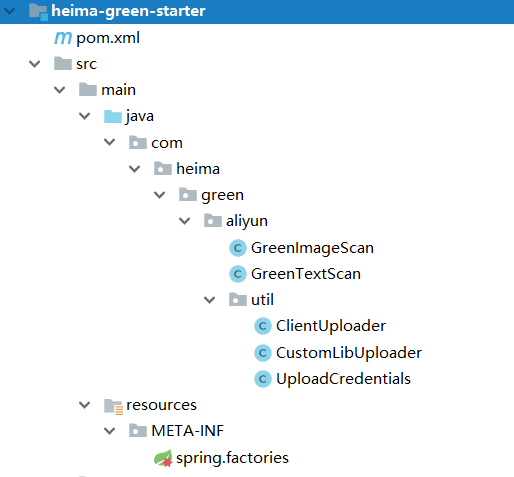 heima-green-starter
pom.xml
src
main
java
com
heima
green
aliyun
GreenImageScan
GreenTextScan
util
ClientUploader
CustomLibUploader
UploadCredentials
resources
META-INF
spring.factories